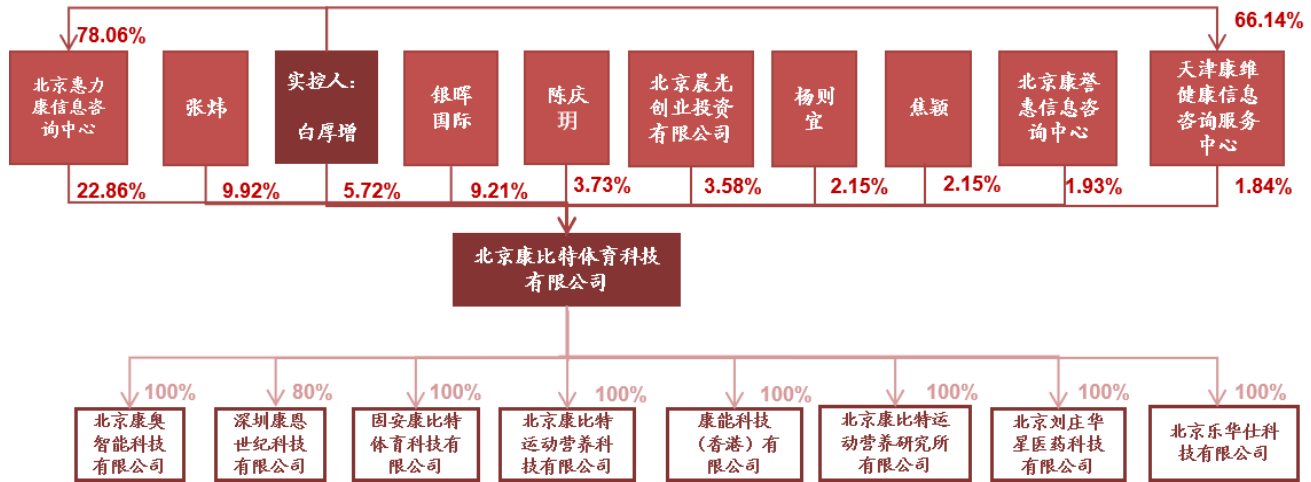 78.06%
66.14%
北京惠力
康信息咨
询中心
张炜
实控人：
白厚增
银晖
国际
陈庆
玥
北京晨光
创业投资
有限公司
杨则
宜
焦颖
北京康誉
惠信息咨
询中心
天津康维
健康信息
咨询服务
中心
22.86%
9.92%
5.72%
9.21%
3.73%
3.58%
2.15%
2.15%
1.93%
1.84%
北京康比特体育科技
有限公司
100%
80%
100%
100%
100%
100%
100%
100%
北京康奥
智能科技
有限公司
深圳康恩
世纪科技
有限公司
固安康比特
体育科技有
限公司
北京康比特
运动营养科
技有限公司
康能科技
（香港）有
限公司
北京康比特运
动营养研究所
有限公司
北京刘庄华
星医药科技
有限公司
北京乐华仕科
技有限公司